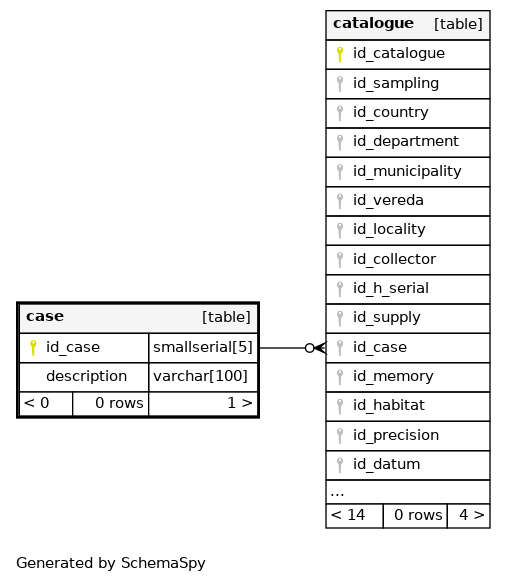 catalogue [table]
id_catalogue
id_sampling
id_country
id_department
id_municipality
id_vereda
id_locality
id_collector
id_h_serial
id_supply
id_case
id_memory
id_habitat
id_precision
id_datum
...
< 14 0 rows 4 >
case [table]
id_case smallserial[5]
description varchar[100]
< 0 0 rows 1 >
Generated by SchemaSpy